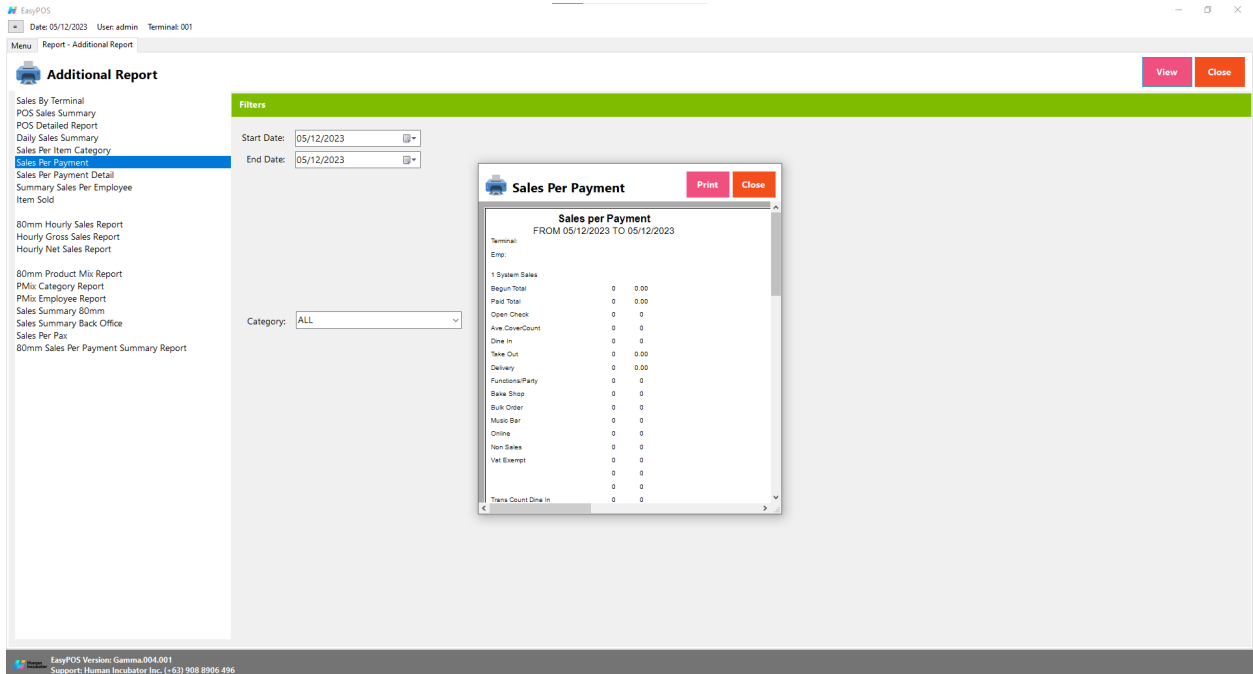 EasyPOS
Date: 05/12/2023 User: admin Terminal: 001
Menu Report - Additional Report
Additional Report
View Close
Sales By Terminal
POS Sales Summary
POS Detailed Report
Daily Sales Summary
Sales Per Item Category
Sales Per Payment
Sales Per Payment Detail
Summary Sales Per Employee
Item Sold
80mm Hourly Sales Report
Hourly Gross Sales Report
Hourly Net Sales Report
80mm Product Mix Report
PMix Category Report
PMix Employee Report
Sales Summary 80mm
Sales Summary Back Office
Sales Per Pax
80mm Sales Per Payment Summary Report
Filters
Start Date: 05/12/2023
End Date: 05/12/2023
Category: ALL
Sales Per Payment
Print Close
Sales per Payment
FROM 05/12/2023 TO 05/12/2023
Terminal:
Emp:
1 System Sales
Begun Total 0 0.00
Paid Total 0 0.00
Open Check 0 0
Ave.CoverCount 0 0
Dine In 0 0
Take Out 0 0.00
Delivery 0 0.00
Functions/Party 0 0
Bake Shop 0 0
Bulk Order 0 0
Music Bar 0 0
Online 0 0
Non Sales 0 0
Vat Exempt 0 0
0 0
0 0
Trans Count Dine In 0 0
Human Incubator
EasyPOS Version: Gamma.004.001
Support: Human Incubator Inc. (+63) 908 8906 496